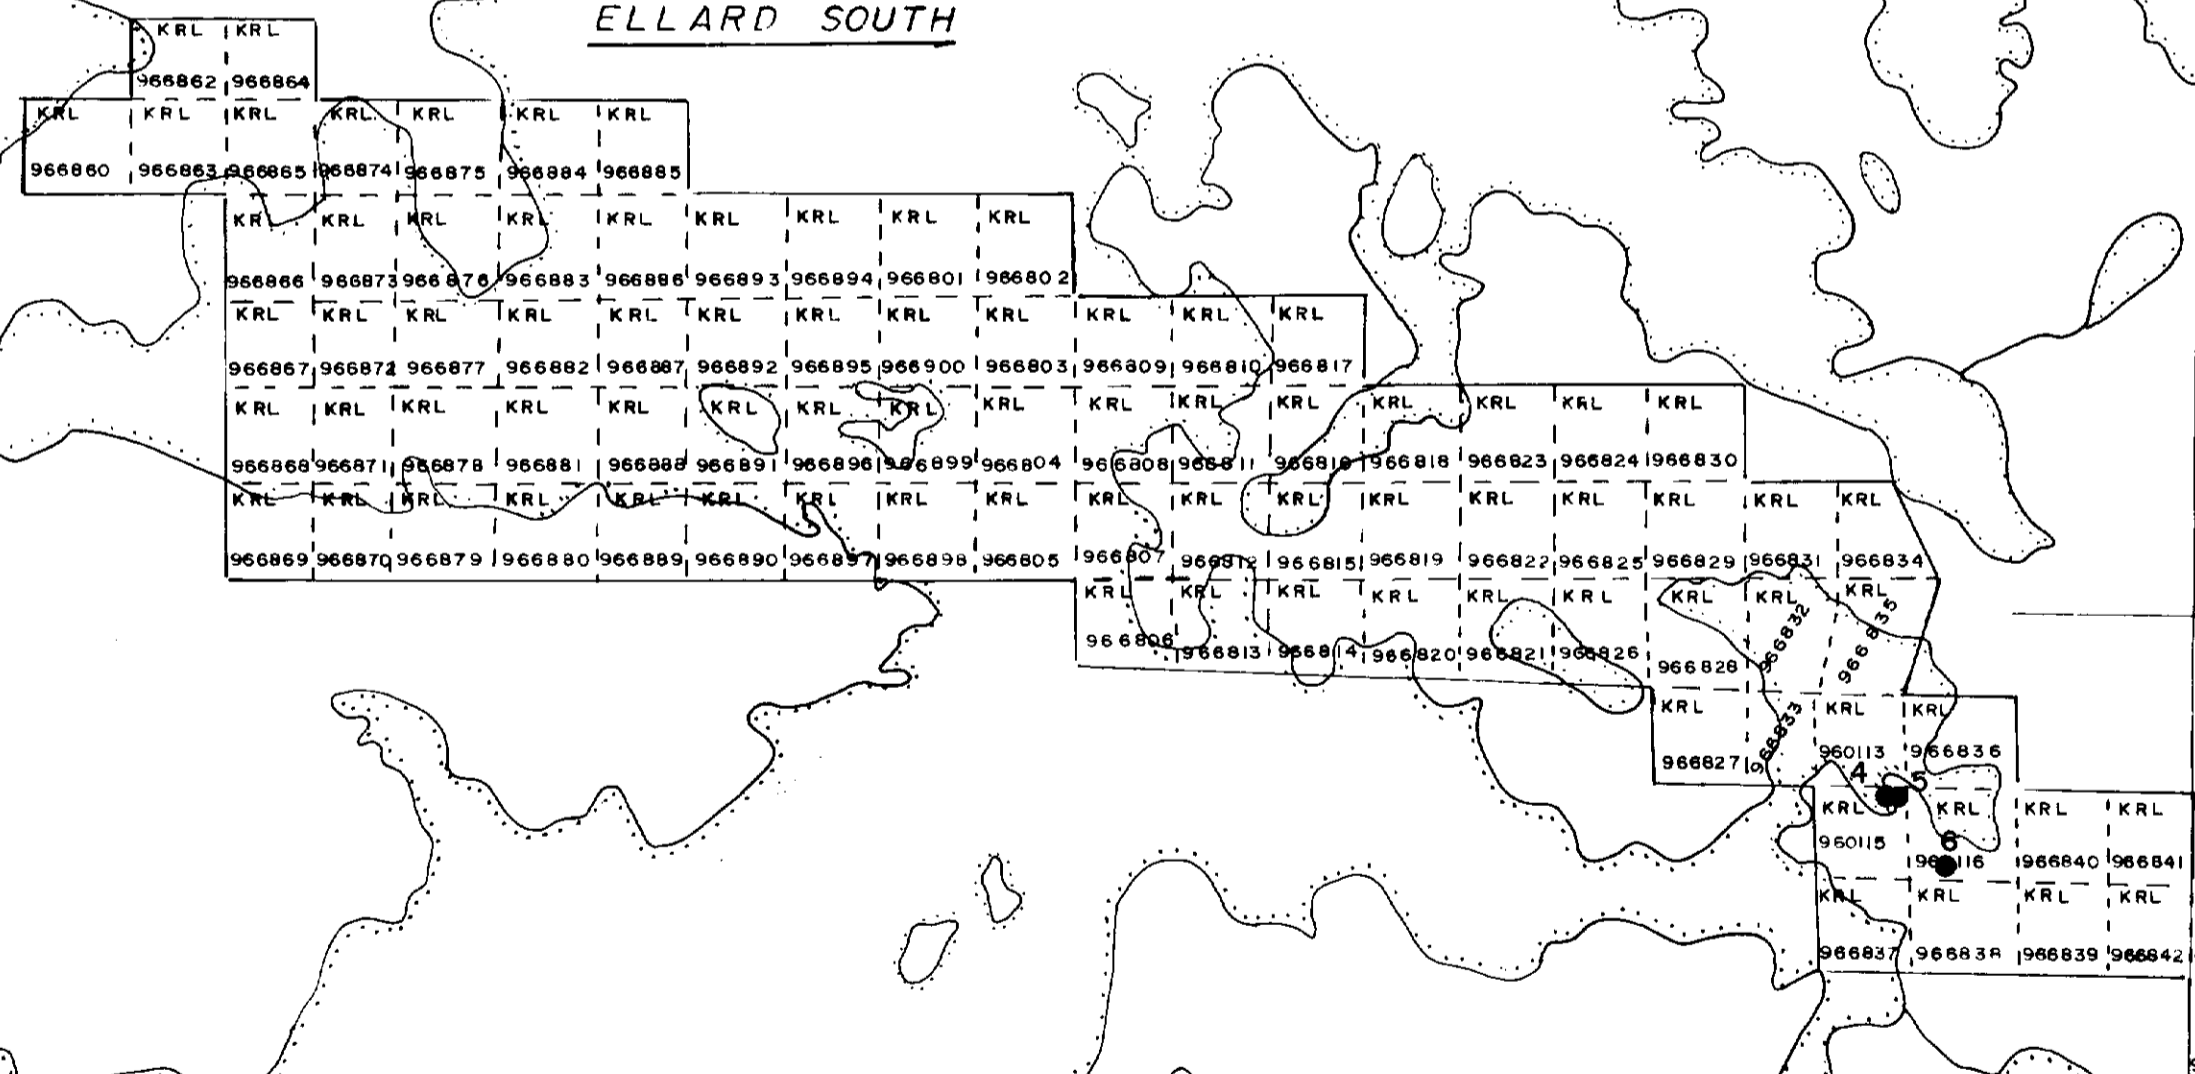 ELLARD SOUTH
KRL KRL
966862 966864
KRL KRL KRL KRL KRL KRL KRL
966860 966863 966865 966874 966875 966884 966885
KRL KRL KRL KRL KRL KRL KRL KRL KRL
966866 966873 966876 966883 966886 966893 966894 966801 966802
KRL KRL KRL KRL KRL KRL KRL KRL KRL KRL KRL KRL
966867 966872 966877 966882 966887 966892 966895 966900 966803 966809 966810 966817
KRL KRL KRL KRL KRL KRL KRL KRL KRL KRL KRL KRL KRL KRL KRL KRL
966868 966871 966878 966881 966888 966891 966896 966899 966804 966808 966811 966816 966818 966823 966824 966830
KRL KRL KRL KRL KRL KRL KRL KRL KRL KRL KRL KRL KRL KRL KRL KRL KRL KRL
966869 966870 966879 966880 966889 966890 966897 966898 966805 966807 966812 966815 966819 966822 966825 966829 966831 966834
KRL KRL KRL KRL KRL KRL KRL KRL KRL
966806 966813 966814 966820 966821 966826 966828 966832 966835
KRL KRL KRL
966827 966833 960113 966836
4 5
KRL KRL KRL KRL
960115 6
116 966840 966841
KRL KRL KRL KRL
966837 966838 966839 966842